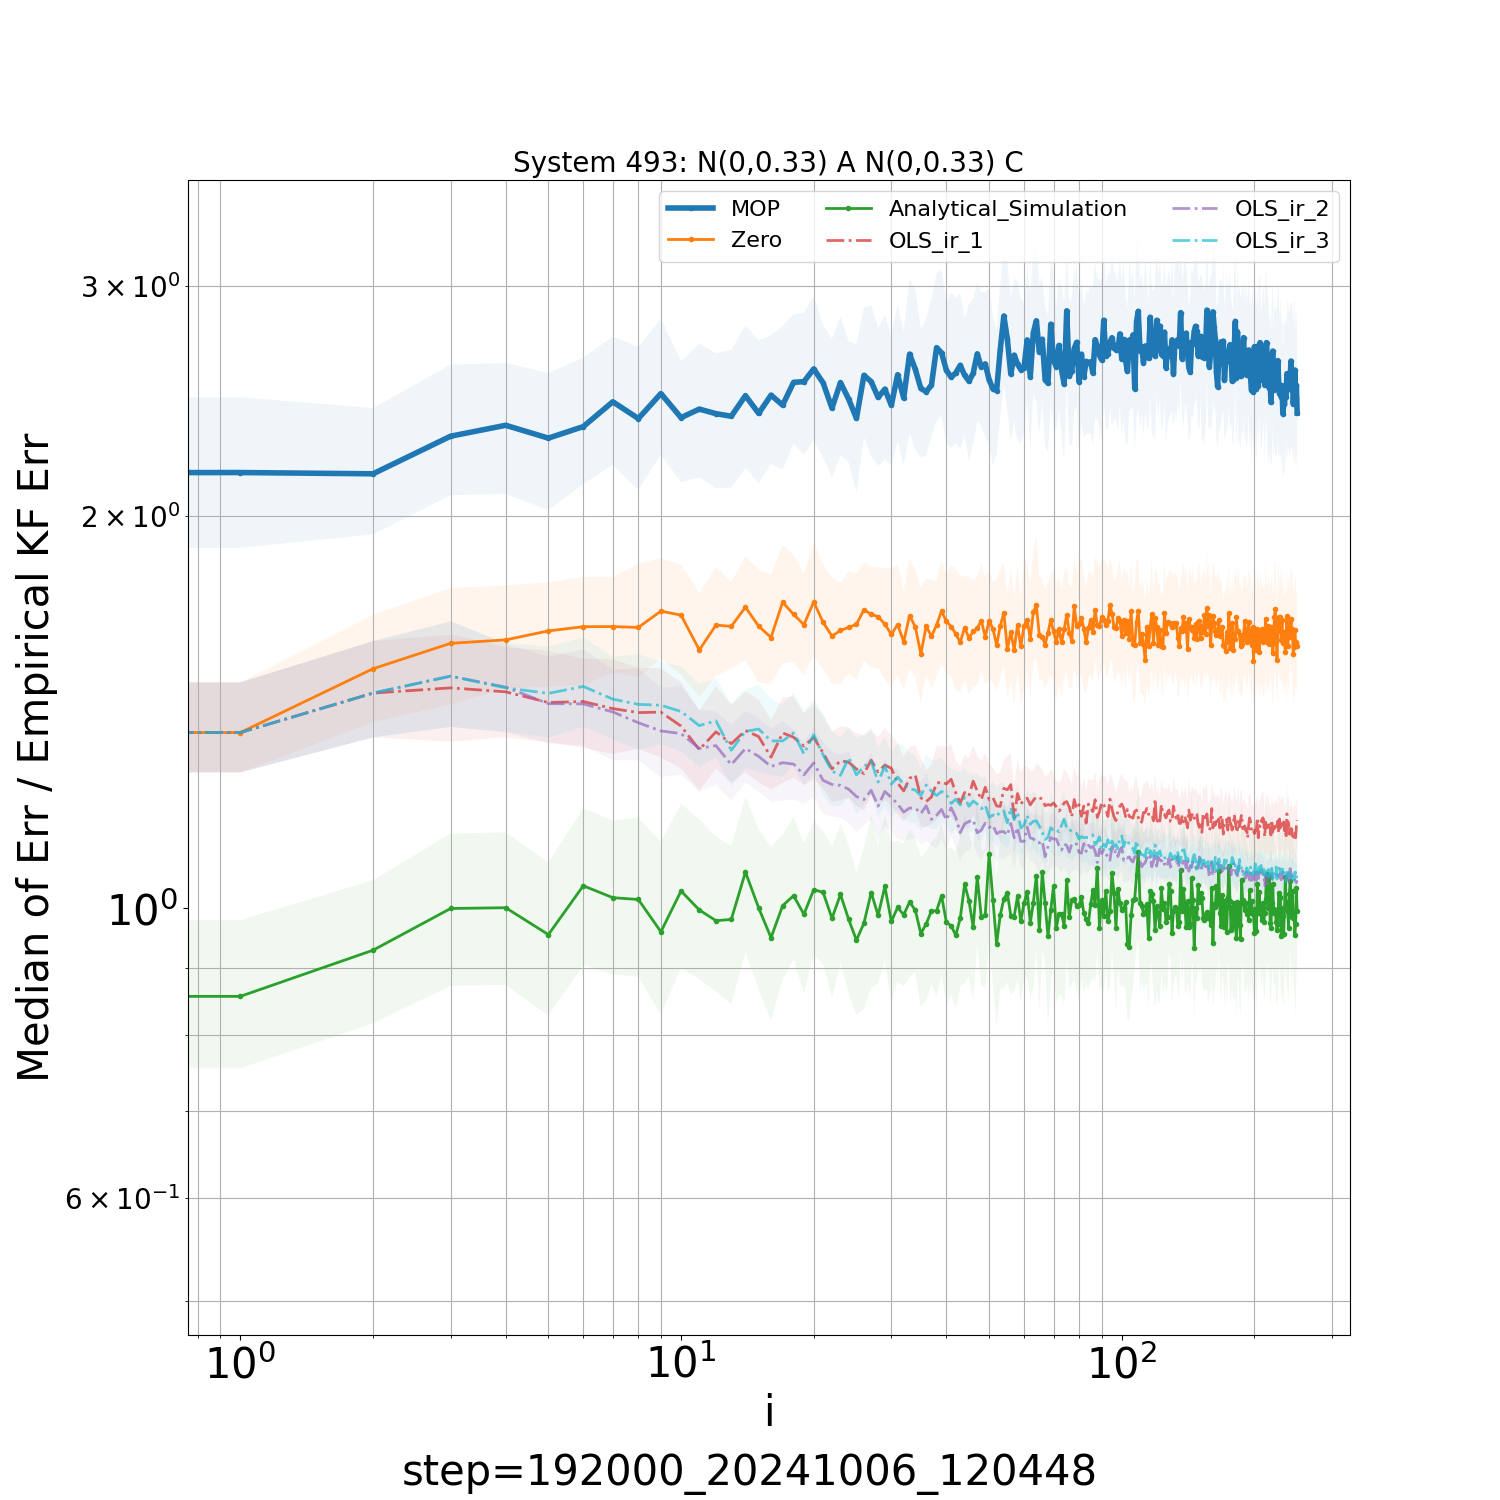 System 493: N(0,0.33) A N(0,0.33) C
MOP
Zero
Analytical_Simulation
OLS_ir_1
OLS_ir_2
OLS_ir_3
3 × 10⁰
2 × 10⁰
10⁰
6 × 10⁻¹
Median of Err / Empirical KF Err
10⁰
10¹
10²
i
step=192000_20241006_120448